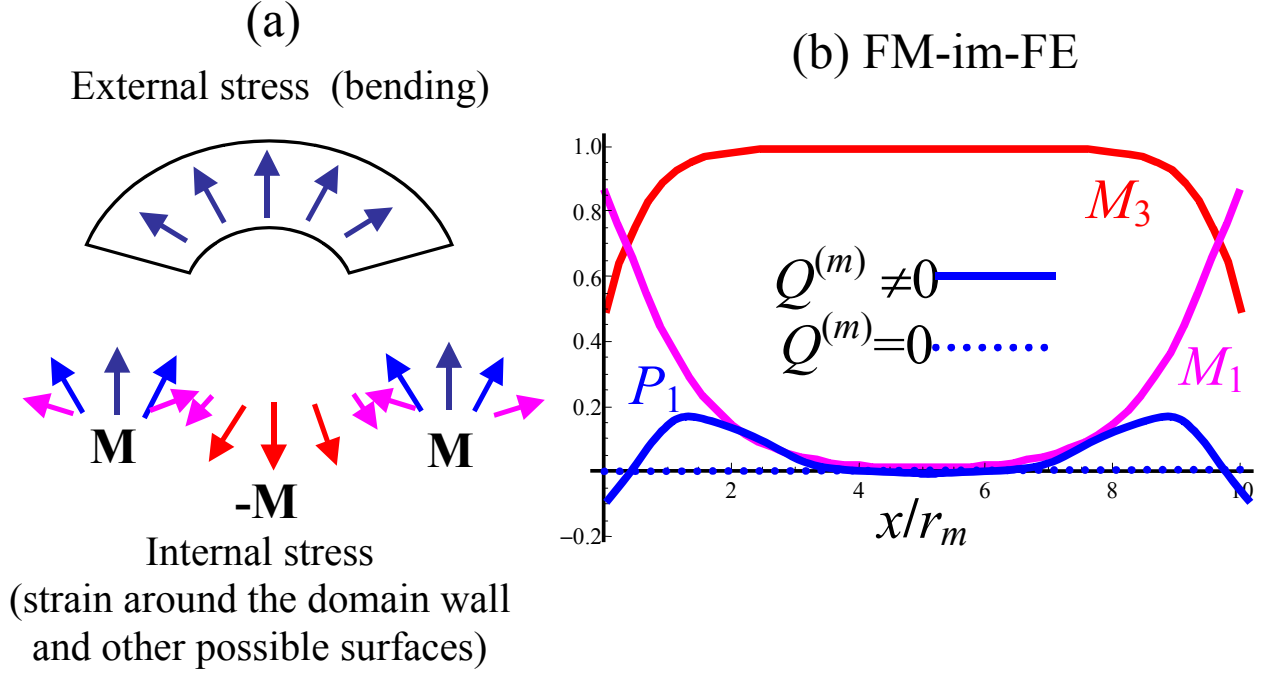 (a)
External stress (bending)
M
M
-M
Internal stress
(strain around the domain wall
and other possible surfaces)
(b) FM-im-FE
1.0
0.8
0.6
0.4
0.2
−0.2
M₃
Q⁽ᵐ⁾ ≠0
Q⁽ᵐ⁾=0
P₁
M₁
2
4
6
8
10
x/rₘ